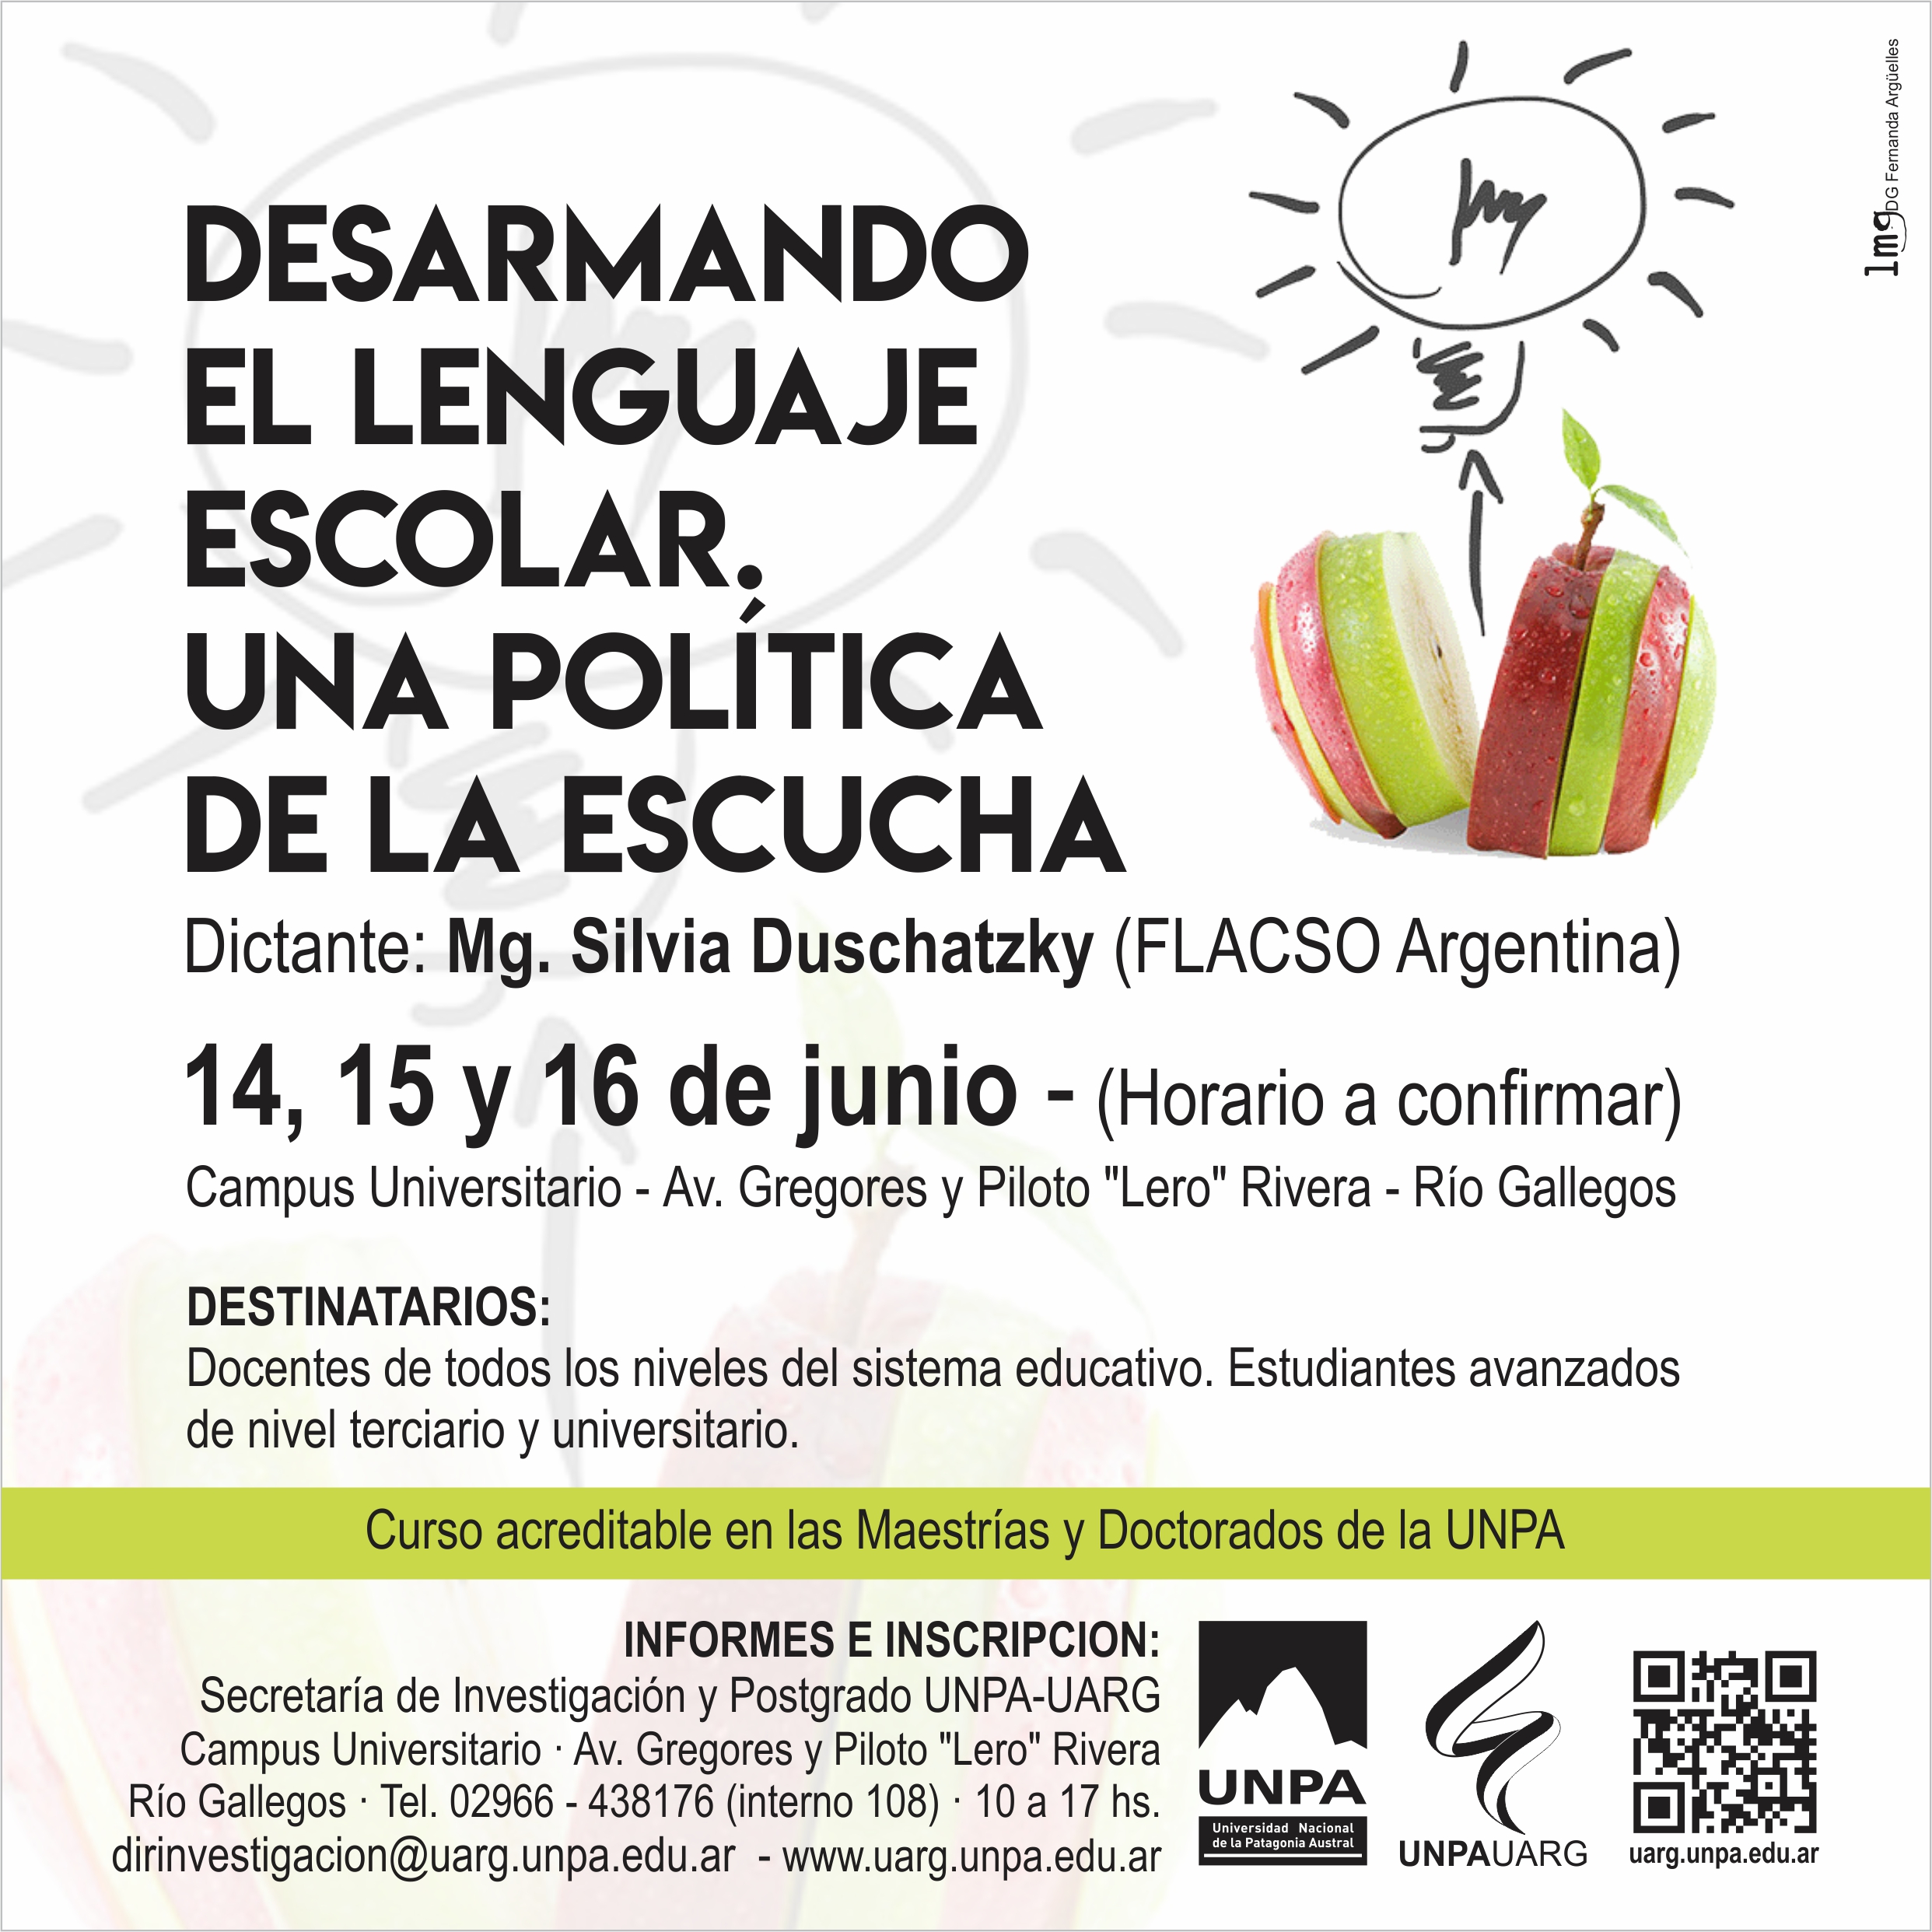 DESARMANDO
EL LENGUAJE
ESCOLAR.
UNA POLÍTICA
DE LA ESCUCHA
Dictante: Mg. Silvia Duschatzky (FLACSO Argentina)
14, 15 y 16 de junio - (Horario a confirmar)
Campus Universitario - Av. Gregores y Piloto "Lero" Rivera - Río Gallegos
DESTINATARIOS:
Docentes de todos los niveles del sistema educativo. Estudiantes avanzados
de nivel terciario y universitario.
Curso acreditable en las Maestrías y Doctorados de la UNPA
INFORMES E INSCRIPCION:
Secretaría de Investigación y Postgrado UNPA-UARG
Campus Universitario · Av. Gregores y Piloto "Lero" Rivera
Río Gallegos · Tel. 02966 - 438176 (interno 108) · 10 a 17 hs.
dirinvestigacion@uarg.unpa.edu.ar - www.uarg.unpa.edu.ar
UNPA
Universidad Nacional
de la Patagonia Austral
UNPAUARG
uarg.unpa.edu.ar
img DG Fernanda Argüelles